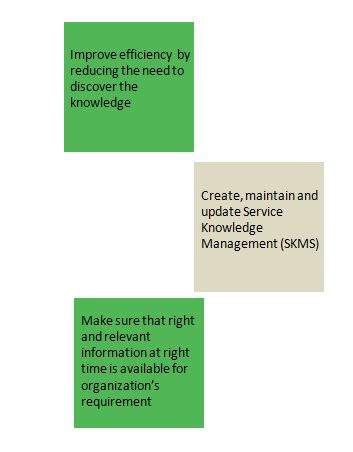 Improve efficiency by
reducing the need to
discover the
knowledge
Create, maintain and
update Service
Knowledge
Management (SKMS)
Make sure that right
and relevant
information at right
time is available for
organization's
requirement